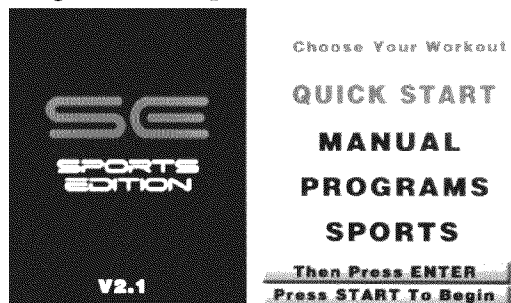 SE
SPORTS
EDITION
V2.1
Choose Your Workout
QUICK START
MANUAL
PROGRAMS
SPORTS
Then Press ENTER
Press START To Begin